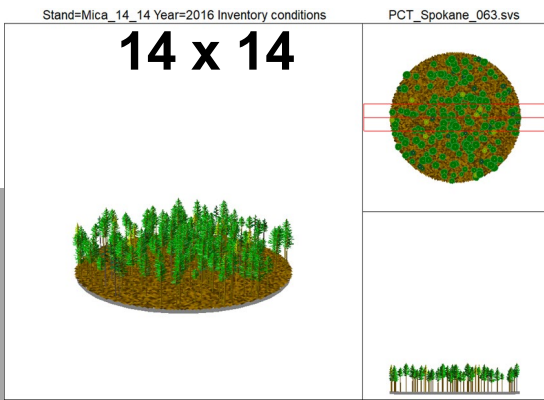 Stand=Mica_14_14 Year=2016 Inventory conditions
PCT_Spokane_063.svs
14 x 14